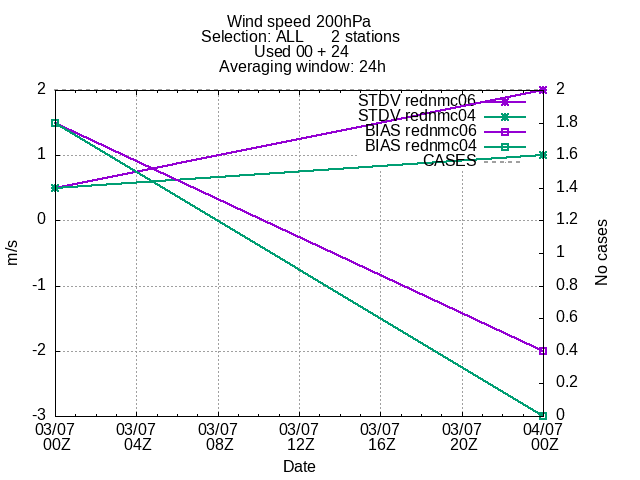 Wind speed 200hPa
Selection: ALL 2 stations
Used 00 + 24
Averaging window: 24h
STDV rednmc06
STDV rednmc04
BIAS rednmc06
BIAS rednmc04
CASES
2
1
0
-1
-2
-3
m/s
2
1.8
1.6
1.4
1.2
1
0.8
0.6
0.4
0.2
0
No cases
03/07 03/07 03/07 03/07 03/07 03/07 04/07
00Z 04Z 08Z 12Z 16Z 20Z 00Z
Date